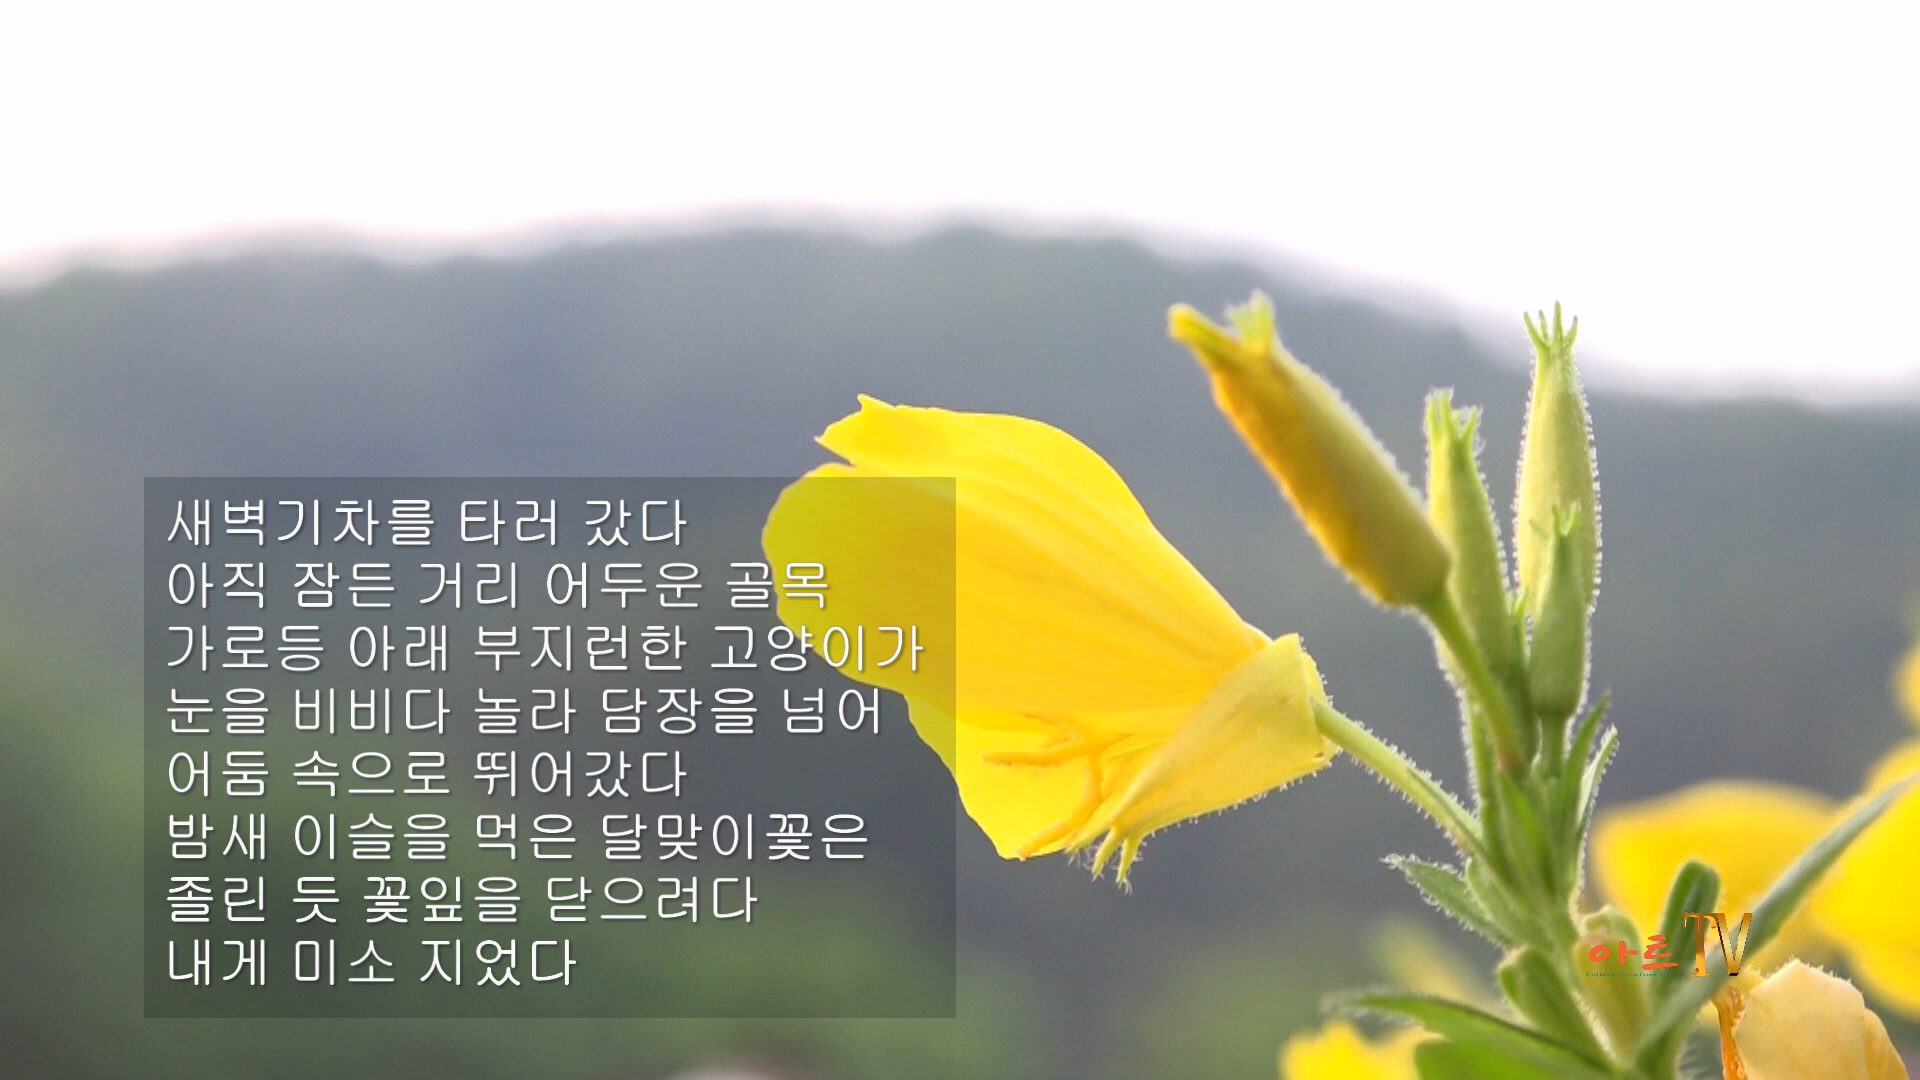 새벽기차를 타러 갔다
아직 잠든 거리 어두운 골목
가로등 아래 부지런한 고양이가
눈을 비비다 놀라 담장을 넘어
어둠 속으로 뛰어갔다
밤새 이슬을 먹은 달맞이꽃은
졸린 듯 꽃잎을 닫으려다
내게 미소 지었다
아트TV